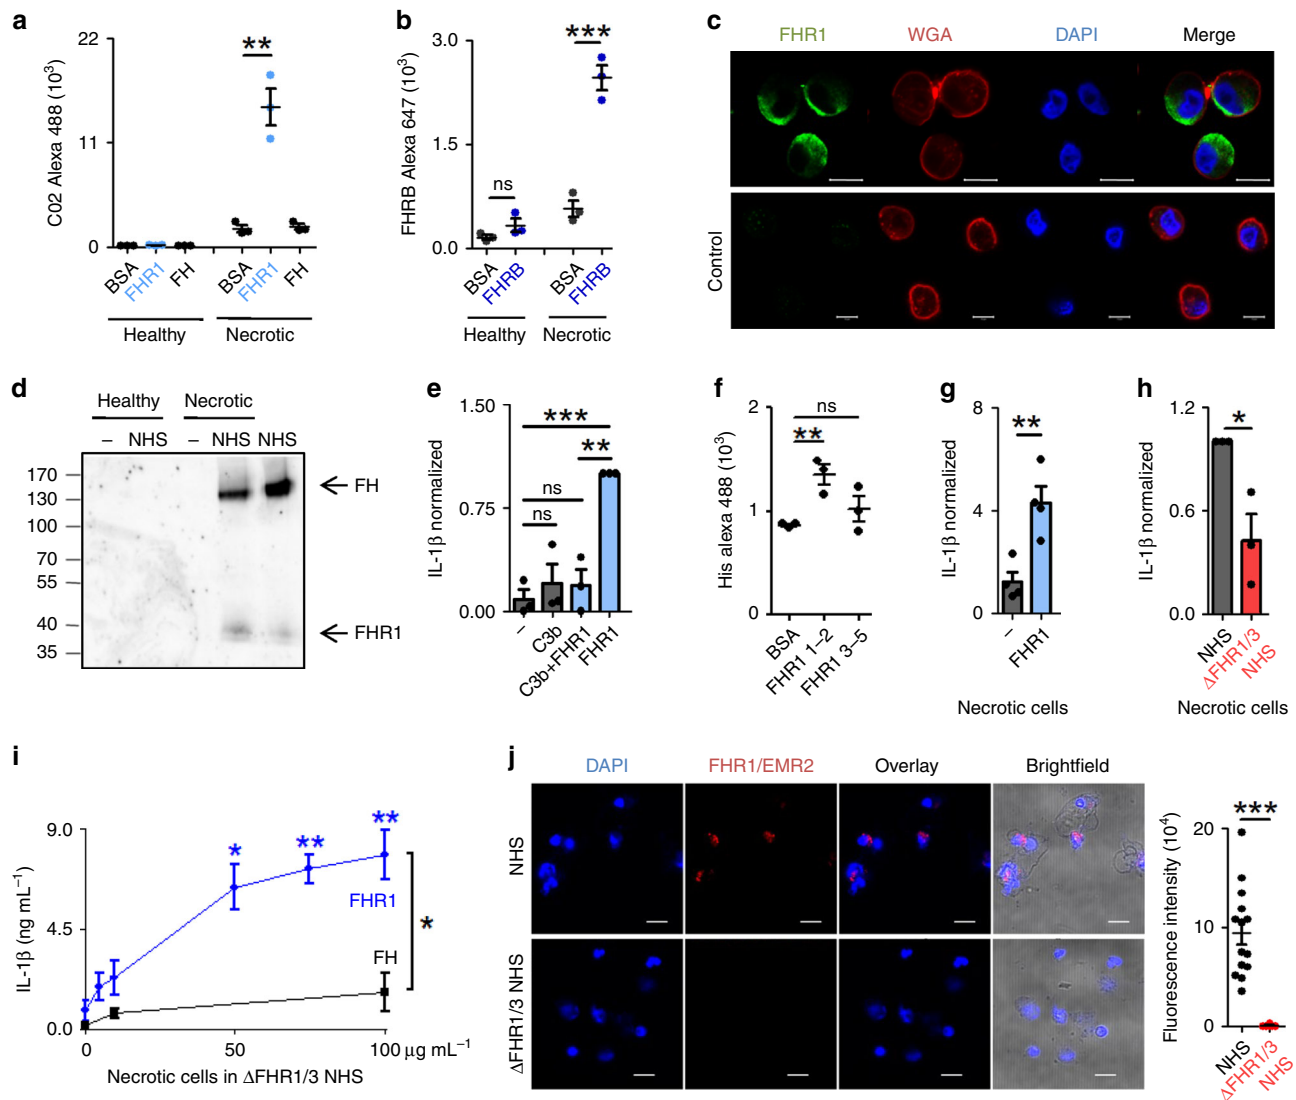 a
C02 Alexa 488 (10³)
22
11
0
**
BSA
FHR1
FH
BSA
FHR1
FH
Healthy
Necrotic
b
FHRB Alexa 647 (10³)
3.0
1.5
0.0
ns
***
BSA
FHRB
BSA
FHRB
Healthy
Necrotic
c
FHR1
WGA
DAPI
Merge
Control
d
Healthy
Necrotic
–
NHS
–
NHS
NHS
170
130
100
70
55
40
35
FH
FHR1
e
IL-1β normalized
1.50
0.75
0.00
***
**
ns
ns
–
C3b
C3b+FHR1
FHR1
f
His alexa 488 (10³)
2
1
0
ns
**
BSA
FHR1 1–2
FHR1 3–5
g
IL-1β normalized
8
4
0
**
–
FHR1
Necrotic cells
h
IL-1β normalized
1.2
0.6
0.0
*
NHS
ΔFHR1/3
NHS
Necrotic cells
i
IL-1β (ng mL⁻¹)
9.0
4.5
0.0
*
**
**
FHR1
FH
*
0
50
100 µg mL⁻¹
Necrotic cells in ΔFHR1/3 NHS
j
DAPI
FHR1/EMR2
Overlay
Brightfield
NHS
ΔFHR1/3 NHS
Fluorescence intensity (10⁴)
20
10
0
***
NHS
ΔFHR1/3
NHS